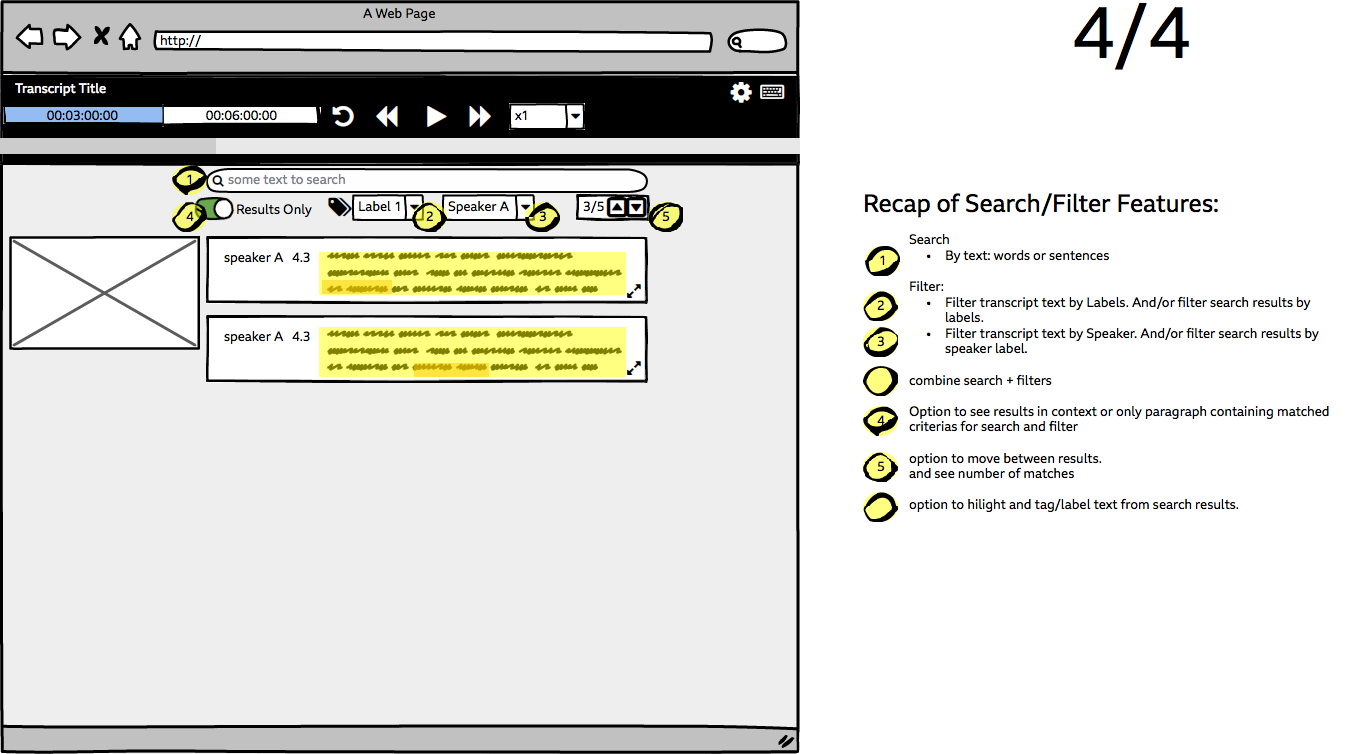 A Web Page
http://
Transcript Title
00:03:00:00
00:06:00:00
x1
1
some text to search
4
Results Only
Label 1
2
Speaker A
3
3/5
5
speaker A 4.3
speaker A 4.3
4/4
Recap of Search/Filter Features:
Search
1
• By text: words or sentences
Filter:
2
• Filter transcript text by Labels. And/or filter search results by
labels.
3
• Filter transcript text by Speaker. And/or filter search results by
speaker label.
combine search + filters
4
Option to see results in context or only paragraph containing matched
criterias for search and filter
5
option to move between results.
and see number of matches
option to hilight and tag/label text from search results.